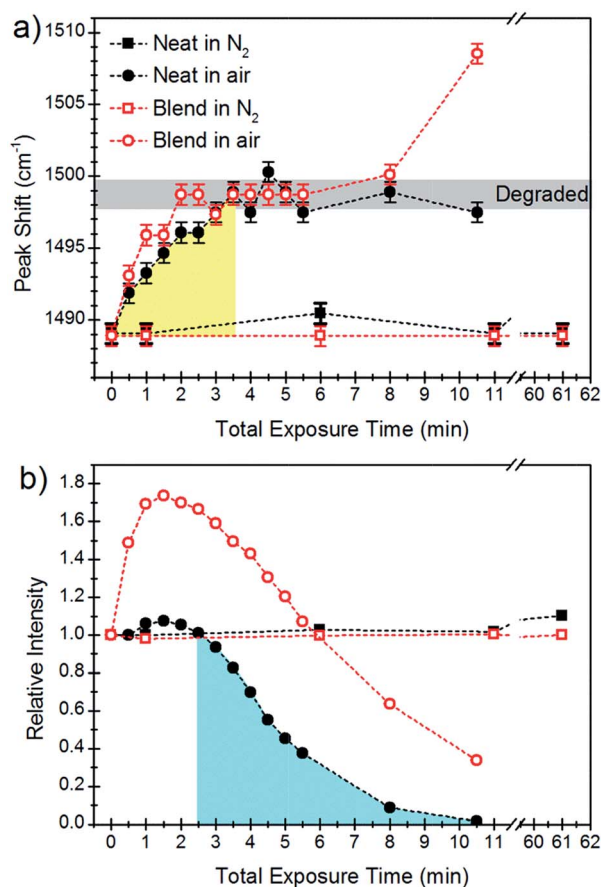 a)
Neat in N₂
Neat in air
Blend in N₂
Blend in air
Degraded
Peak Shift (cm⁻¹)
1510
1505
1500
1495
1490
0 1 2 3 4 5 6 7 8 9 10 11 60 61 62
Total Exposure Time (min)
b)
Relative Intensity
1.8
1.6
1.4
1.2
1.0
0.8
0.6
0.4
0.2
0.0
0 1 2 3 4 5 6 7 8 9 10 11 60 61 62
Total Exposure Time (min)